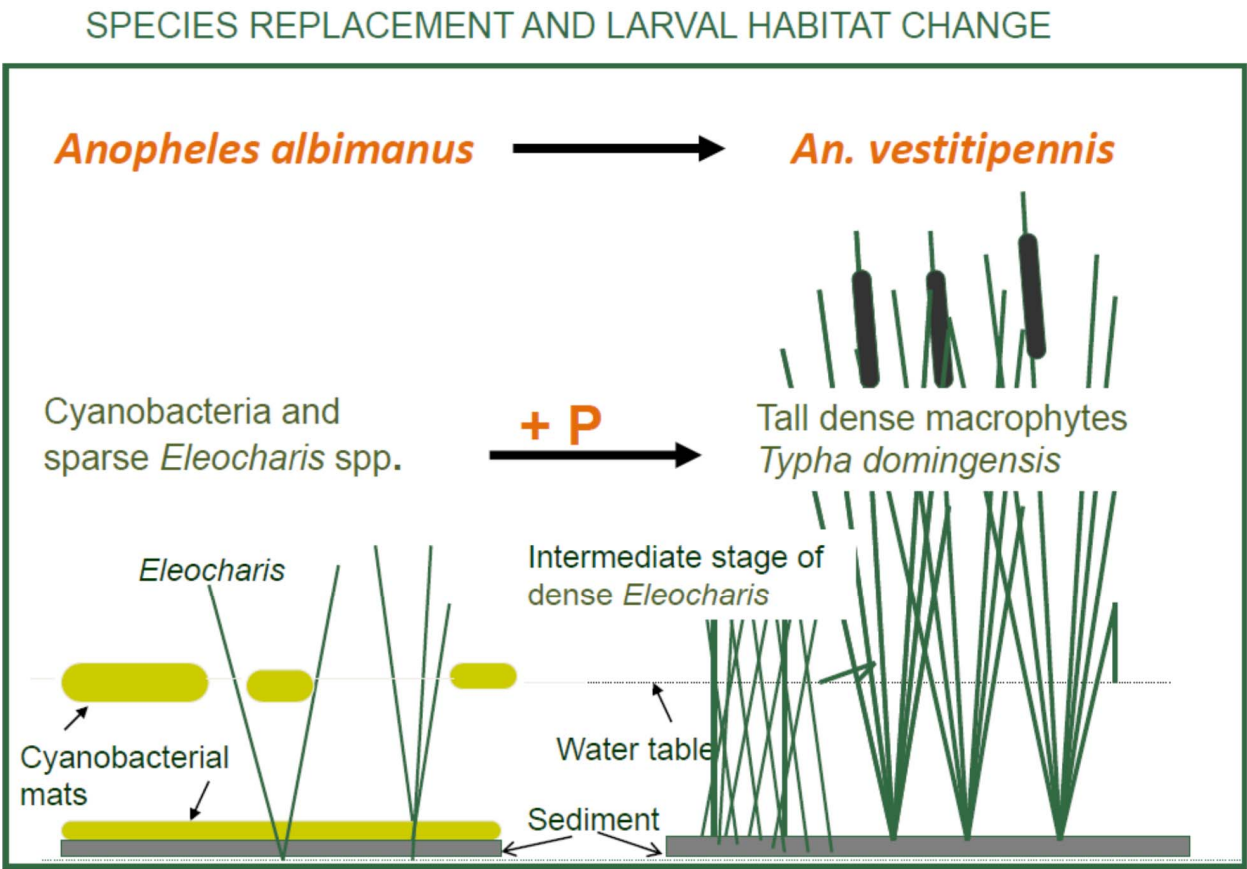 SPECIES REPLACEMENT AND LARVAL HABITAT CHANGE
Anopheles albimanus
An. vestitipennis
Cyanobacteria and
sparse Eleocharis spp.
+ P
Tall dense macrophytes
Typha domingensis
Eleocharis
Intermediate stage of
dense Eleocharis
Cyanobacterial
mats
Water table
Sediment